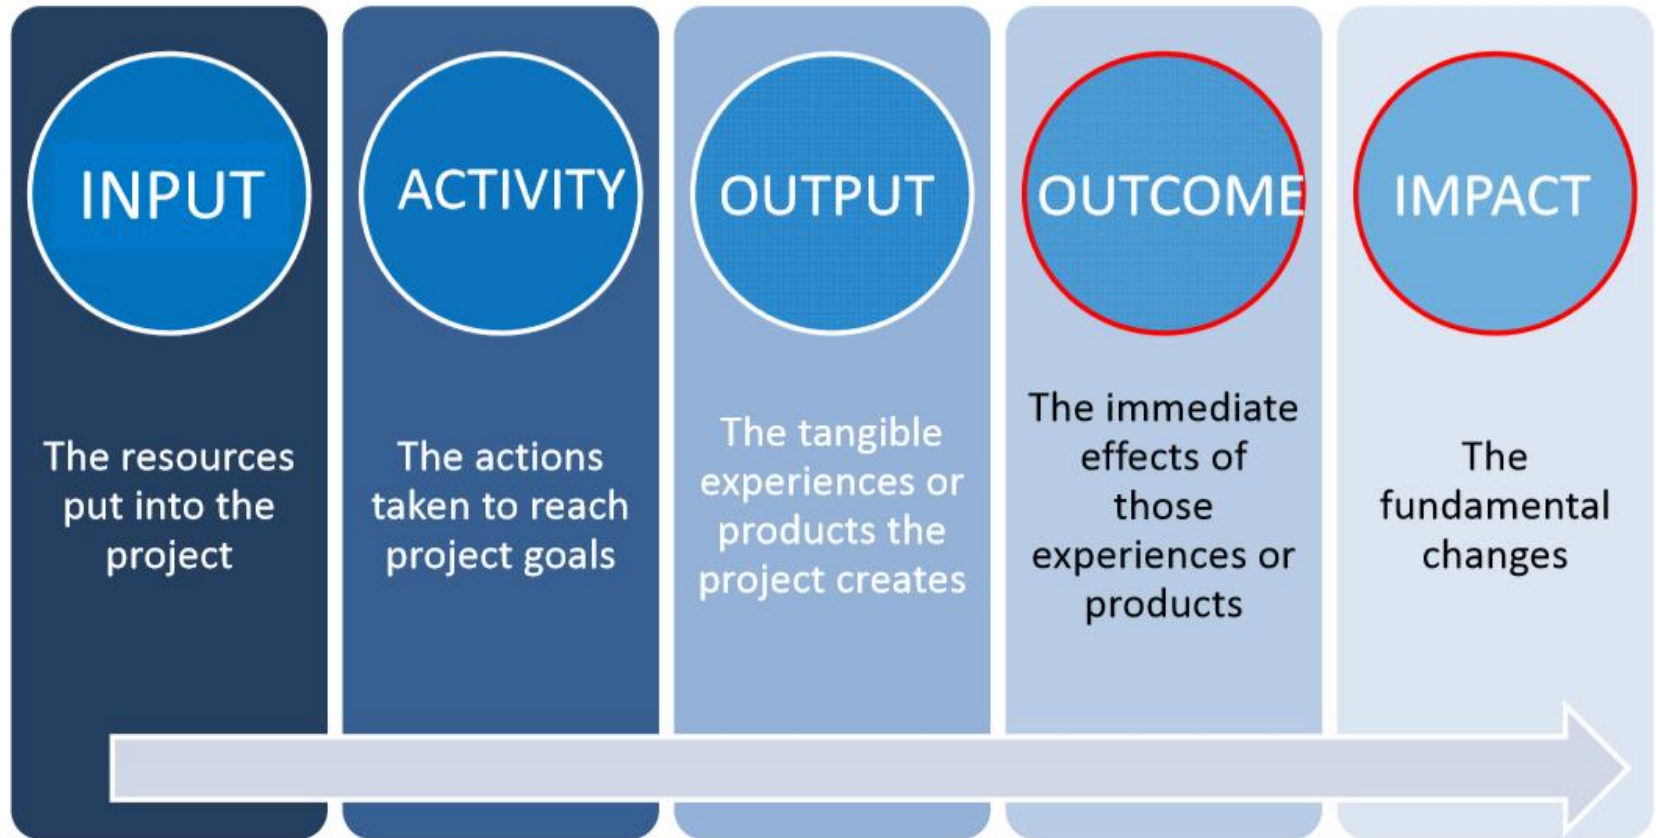 INPUT
The resources
put into the
project
ACTIVITY
The actions
taken to reach
project goals
OUTPUT
The tangible
experiences or
products the
project creates
OUTCOME
The immediate
effects of
those
experiences or
products
IMPACT
The
fundamental
changes